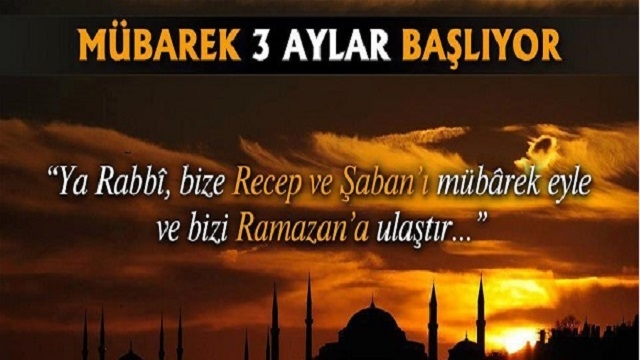 MÜBAREK 3 AYLAR BAŞLIYOR
“Ya Rabbî, bize Recep ve Şaban’ı mübârek eyle
ve bizi Ramazan’a ulaştır...”